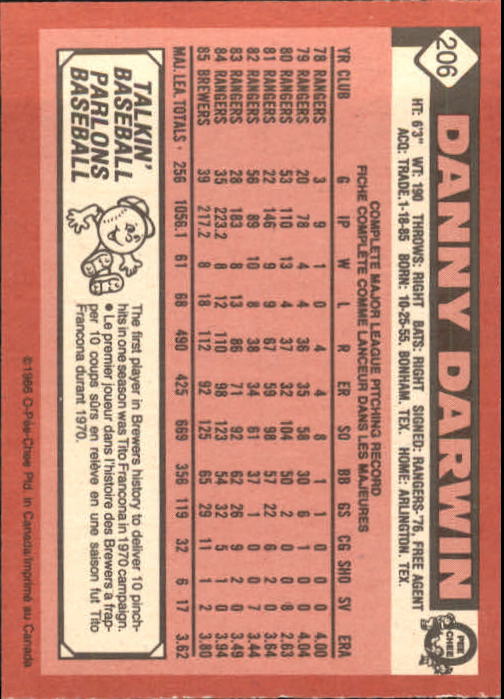 206
DANNY DARWIN
HT: 6'3" WT: 190 THROWS: RIGHT BATS: RIGHT SIGNED: RANGERS-'76, FREE AGENT
ACQ: TRADE,1-18-85 BORN: 10-25-55, BONHAM, TEX. HOME: ARLINGTON, TEX.
O
PEE
CHEE
COMPLETE MAJOR LEAGUE PITCHING RECORD
FICHE COMPLÈTE COMME LANCEUR DANS LES MAJEURES
YR CLUB G IP W L R ER SO BB GS CG SHO SV ERA
78 RANGERS 3 9 1 0 4 4 8 1 1 0 0 0 4.00
79 RANGERS 20 78 4 4 36 35 58 30 6 1 0 0 4.04
80 RANGERS 53 110 13 4 37 32 104 50 2 0 0 8 2.63
81 RANGERS 22 146 9 9 67 59 98 57 22 6 2 0 3.64
82 RANGERS 56 89 10 8 38 34 61 37 1 0 0 7 3.44
83 RANGERS 28 183 8 13 86 71 92 62 26 9 2 0 3.49
84 RANGERS 35 223.2 8 12 110 98 123 54 32 5 1 0 3.94
85 BREWERS 39 217.2 8 18 112 92 125 65 29 11 1 2 3.80
MAJ. LEA. TOTALS • 256 1056.1 61 68 490 425 669 356 119 32 6 17 3.62
TALKIN'
BASEBALL
PARLONS
BASEBALL
The first player in Brewers history to deliver 10 pinch-
hits in one season was Tito Francona in 1970 campaign.
• Le premier joueur dans l'histoire des Brewers à frap-
per 10 coups sûrs en relève en une saison fut Tito
Francona durant 1970.
©1986 O-Pee-Chee Ptd. in Canada/Imprimé au Canada